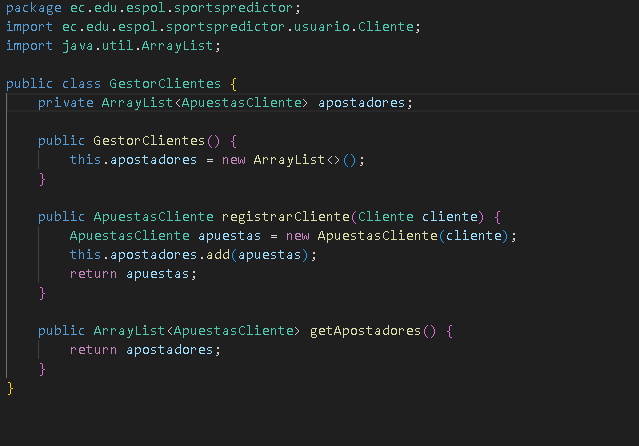 package ec.edu.espol.sportspredictor;
import ec.edu.espol.sportspredictor.usuario.Cliente;
import java.util.ArrayList;

public class GestorClientes {
    private ArrayList<ApuestasCliente> apostadores;

    public GestorClientes() {
        this.apostadores = new ArrayList<>();
    }

    public ApuestasCliente registrarCliente(Cliente cliente) {
        ApuestasCliente apuestas = new ApuestasCliente(cliente);
        this.apostadores.add(apuestas);
        return apuestas;
    }

    public ArrayList<ApuestasCliente> getApostadores() {
        return apostadores;
    }
}